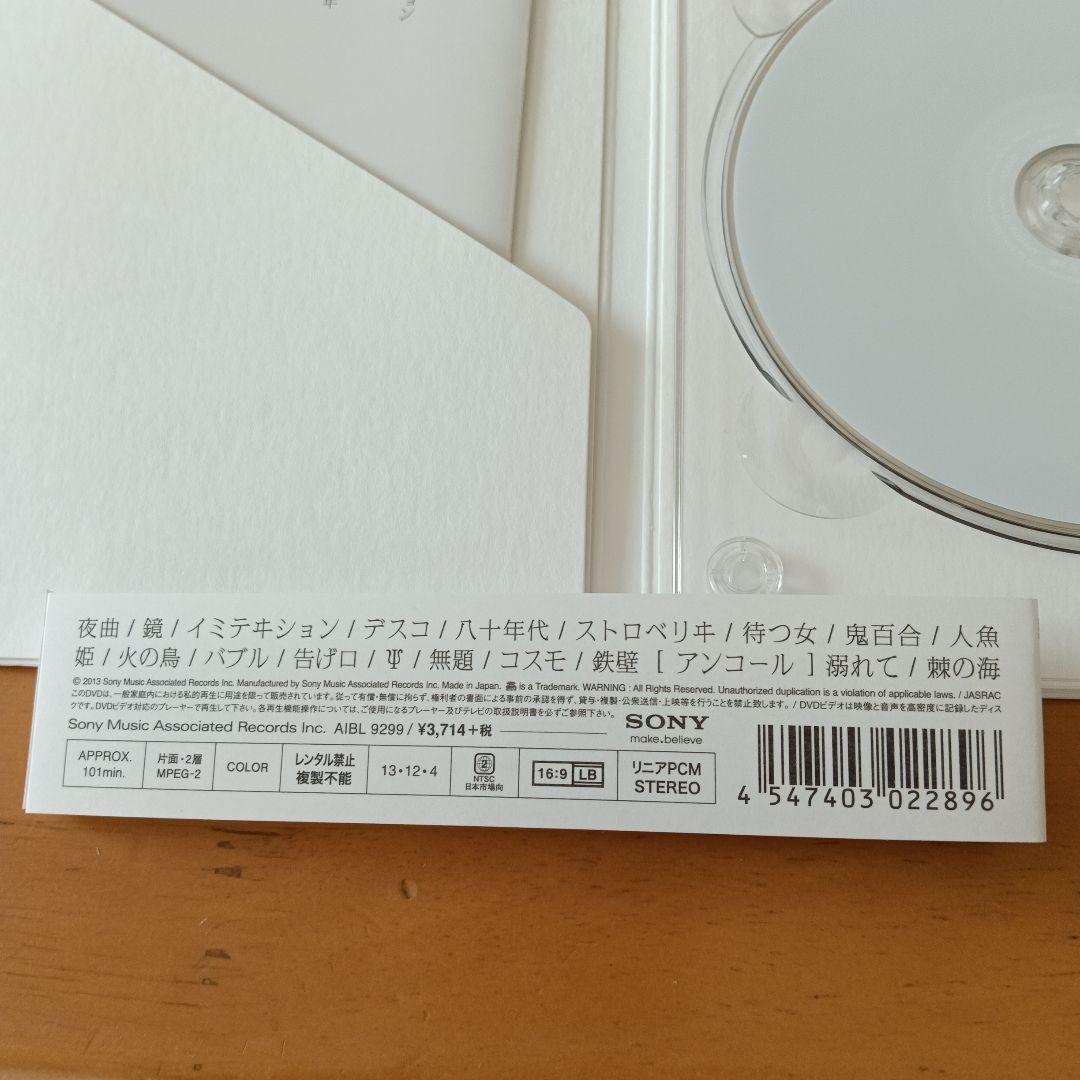 ョン
年
夜曲 / 鏡 / イミテヰション / デスコ / 八十年代 / ストロベリヰ / 待つ女 / 鬼百合 / 人魚
姫 / 火の鳥 / バブル / 告げ口 / Ψ / 無題 / コスモ / 鉄壁 [ アンコール ] 溺れて / 棘の海
℗© 2013 Sony Music Associated Records Inc. Manufactured by Sony Music Associated Records Inc. Made in Japan. is a Trademark. WARNING : All Rights Reserved. Unauthorized duplication is a violation of applicable laws. / JASRAC
このDVDは、一般家庭内における私的再生に用途を限って販売されています。従って有償・無償に拘らず、権利者の書面による事前の承諾を得ず、貸与・複製・公衆送信・上映等を行うことを禁止致します。 / DVDビデオは映像と音声を高密度に記録したディス
クです。DVDビデオ対応のプレーヤーで再生して下さい。各再生機能操作については、ご使用になるプレーヤー及びテレビの取扱説明書を必ずご参照下さい。
Sony Music Associated Records Inc. AIBL 9299 / ¥3,714+税
SONY
make.believe
APPROX.
101min.
片面・2層
MPEG-2
COLOR
レンタル禁止
複製不能
13・12・4
2
NTSC
日本市場向
16:9 LB
リニアPCM
STEREO
4 547403 022896